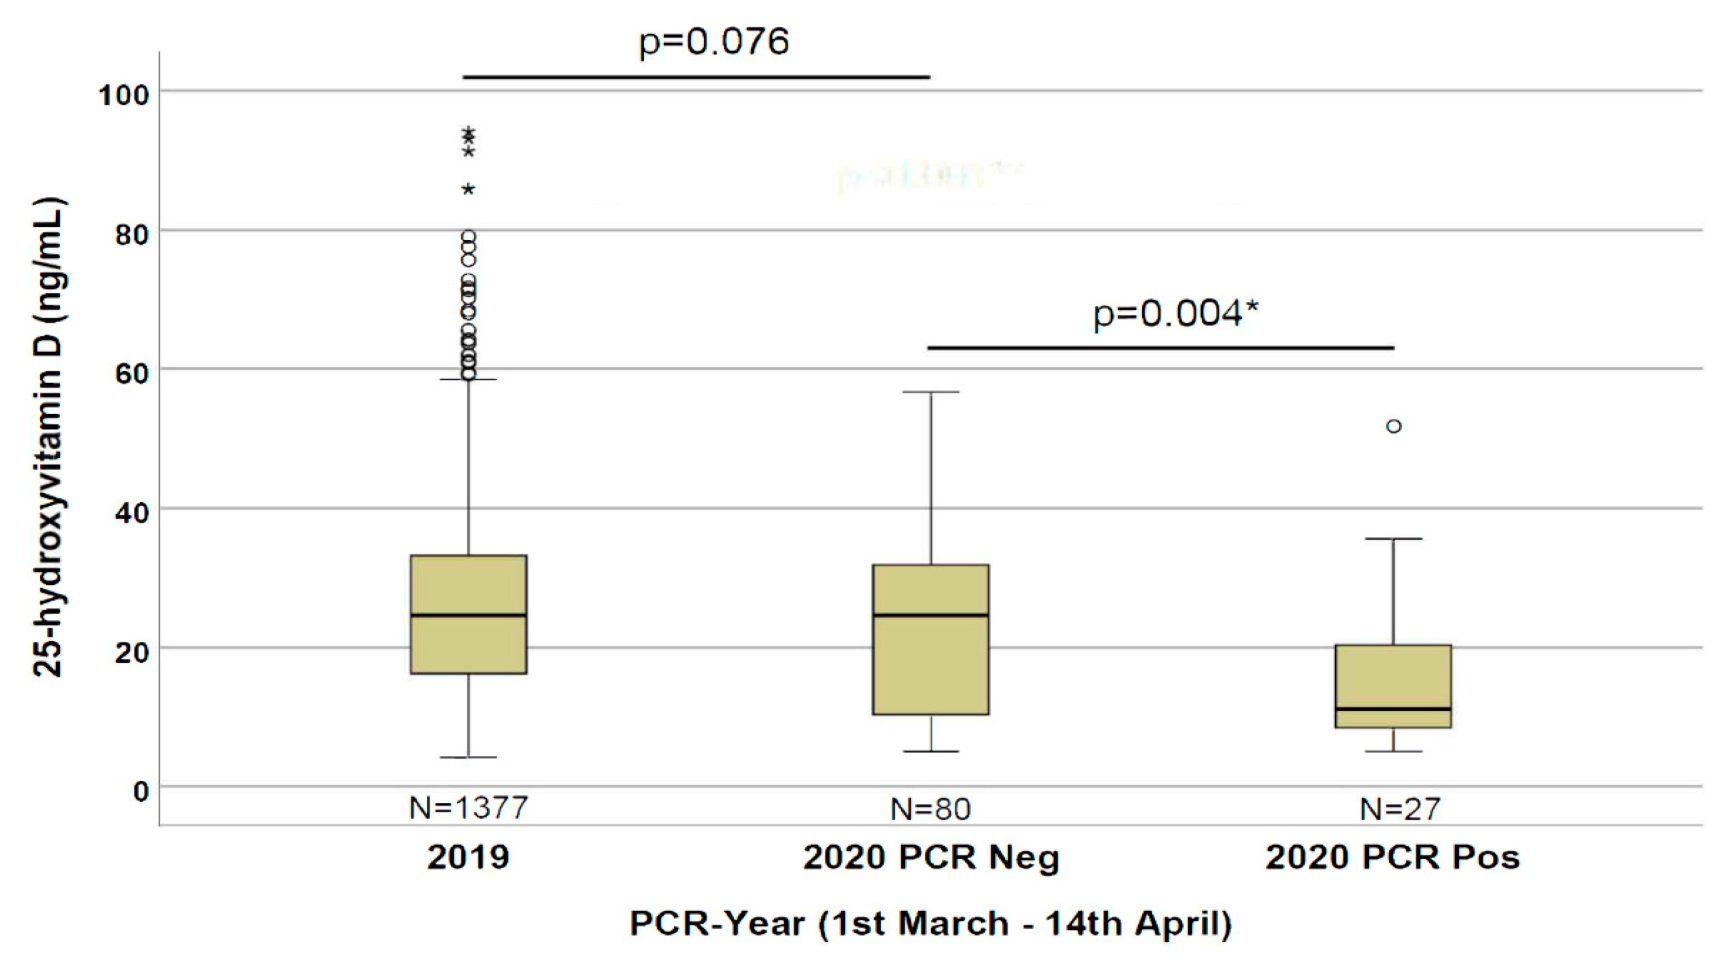 p=0.076
100
80
p=0.004*
60
40
20
0
25-hydroxyvitamin D (ng/mL)
N=1377 N=80 N=27
2019 2020 PCR Neg 2020 PCR Pos
PCR-Year (1st March - 14th April)